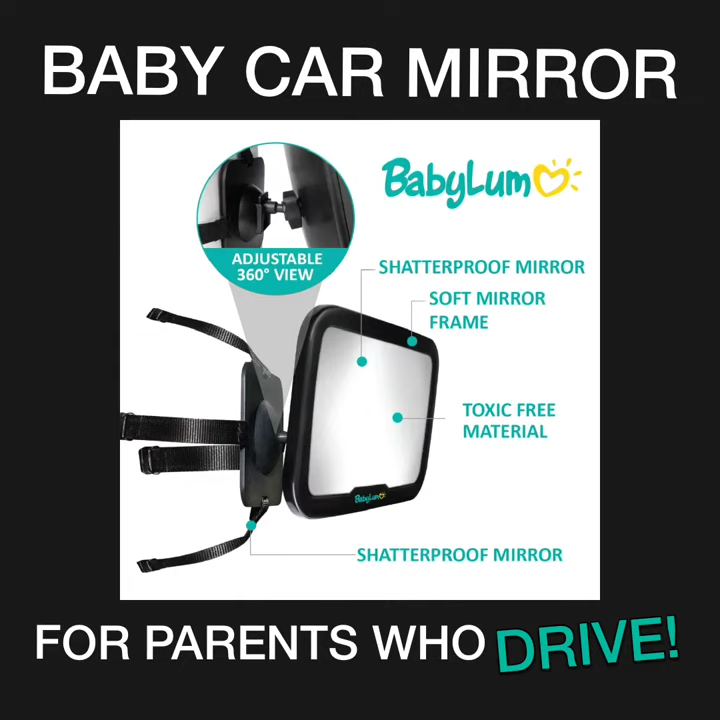 BABY CAR MIRROR
BabyLum
ADJUSTABLE
360° VIEW
SHATTERPROOF MIRROR
SOFT MIRROR
FRAME
TOXIC FREE
MATERIAL
BabyLum
SHATTERPROOF MIRROR
FOR PARENTS WHO DRIVE!